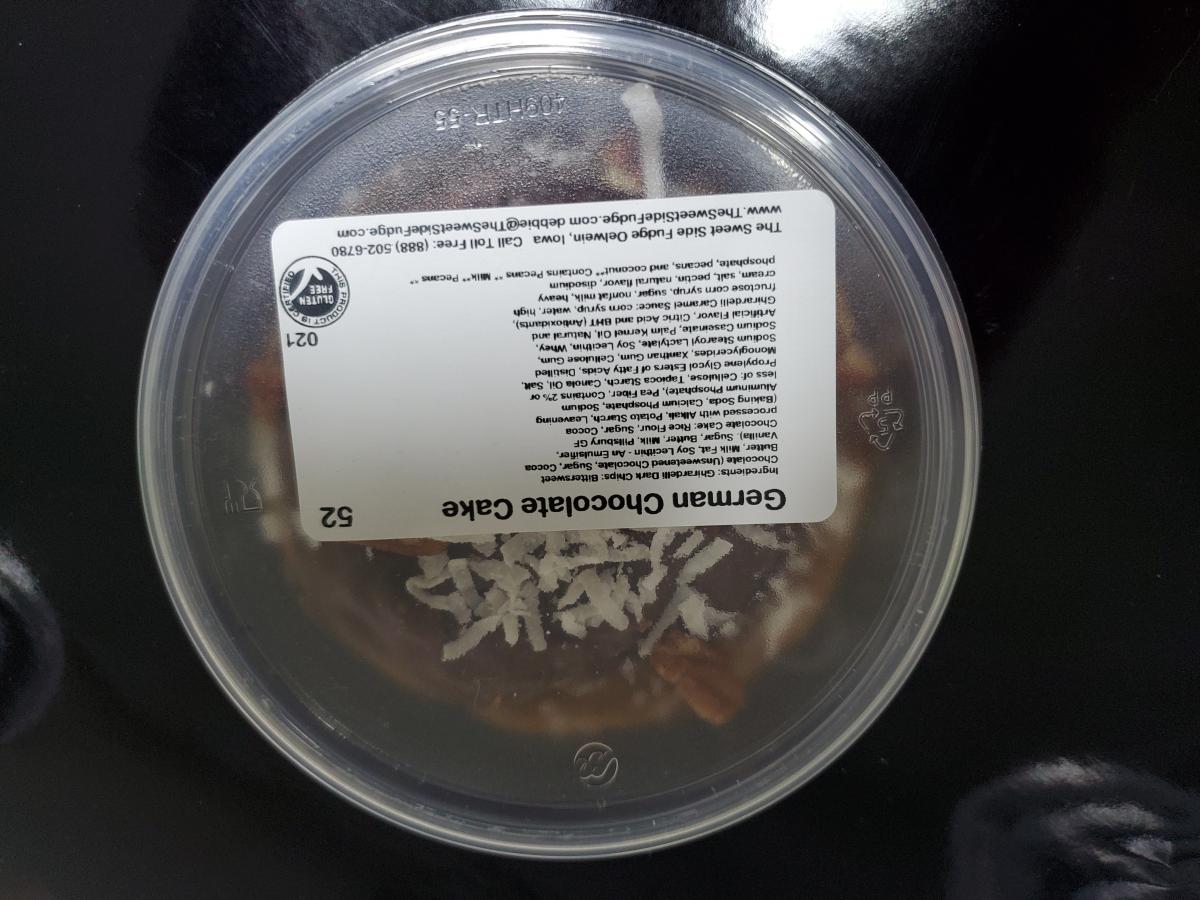 German Chocolate Cake 52
Ingredients: Ghirardelli Dark Chips: Bittersweet
Chocolate (Unsweetened Chocolate, Sugar, Cocoa
Butter, Milk Fat, Soy Lecithin - An Emulsifier,
Vanilla). Sugar, Butter, Milk, Pillsbury GF
Chocolate Cake: Rice Flour, Sugar, Cocoa
processed with Alkali, Potato Starch, Leavening
(Baking Soda, Calcium Phosphate, Sodium
Aluminum Phosphate), Pea Fiber. Contains 2% or
less of: Cellulose, Tapioca Starch, Canola Oil, Salt,
Propylene Glycol Esters of Fatty Acids, Distilled
Monoglycerides, Xanthan Gum, Cellulose Gum,
Sodium Stearoyl Lactylate, Soy Lecithin, Whey,
Sodium Caseinate, Palm Kernel Oil, Natural and
Artificial Flavor, Citric Acid and BHT (Antioxidants),
Ghirardelli Caramel Sauce: corn syrup, water, high
fructose corn syrup, sugar, nonfat milk, heavy
cream, salt, pectin, natural flavor, disodium
phosphate, pecans, and coconut** Contains Pecans ** Milk** Pecans **
021
THIS PRODUCT IS CERTIFIED
GLUTEN
FREE
The Sweet Side Fudge Oelwein, Iowa Call Toll Free: (888) 502-6780
www.TheSweetSideFudge.com debbie@TheSweetSideFudge.com
409HTR-55